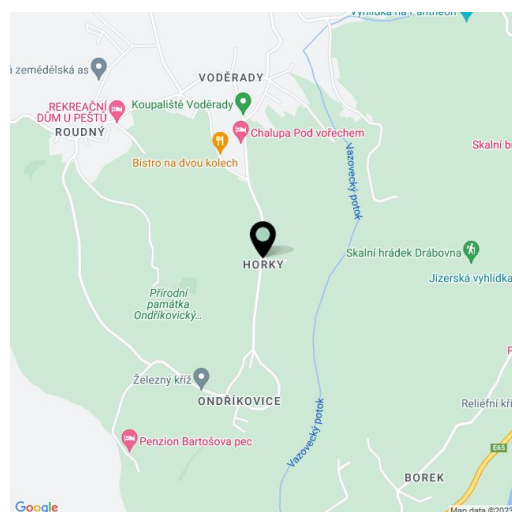 Vyhlídka na Pantheon
á zemědělská as
VODĚRADY
REKREAČNÍ
DŮM U PEŠTŮ
Koupaliště Voděrady
ROUDNÝ
Chalupa Pod vořechem
Bistro na dvou kolech
Skalní b
Vazovecký potok
Skalní hrádek Drábovna
HORKY
Jizerská vyhlídka
Přírodní
památka
Ondříkovický...
Železný kříž
ONDŘÍKOVICE
Reliéfní kří
Penzion Bartošova pec
Vazovecký potok
E65
BOREK
Google
Map data ©2023